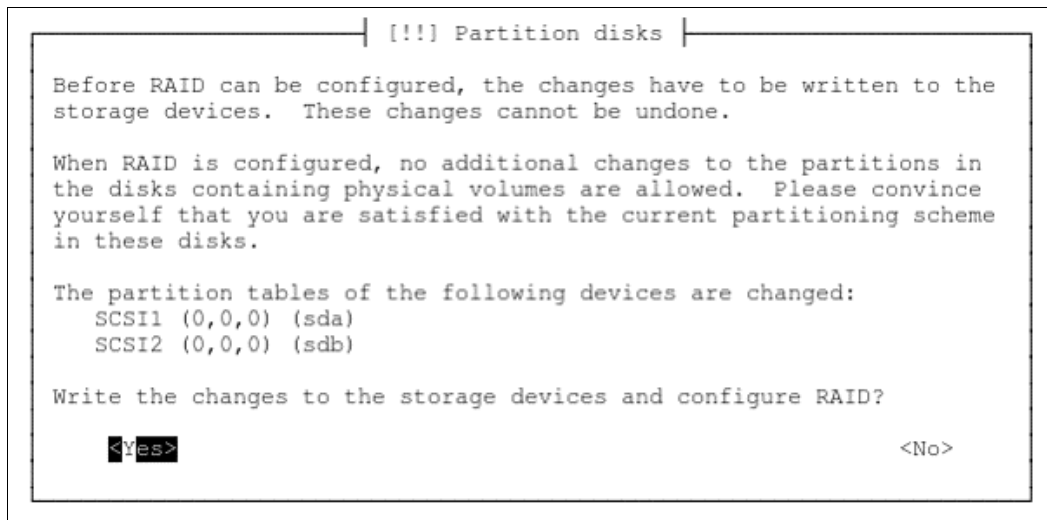 [!!] Partition disks
Before RAID can be configured, the changes have to be written to the
storage devices.  These changes cannot be undone.
When RAID is configured, no additional changes to the partitions in
the disks containing physical volumes are allowed.  Please convince
yourself that you are satisfied with the current partitioning scheme
in these disks.
The partition tables of the following devices are changed:
SCSI1 (0,0,0) (sda)
SCSI2 (0,0,0) (sdb)
Write the changes to the storage devices and configure RAID?
<Yes> <No>